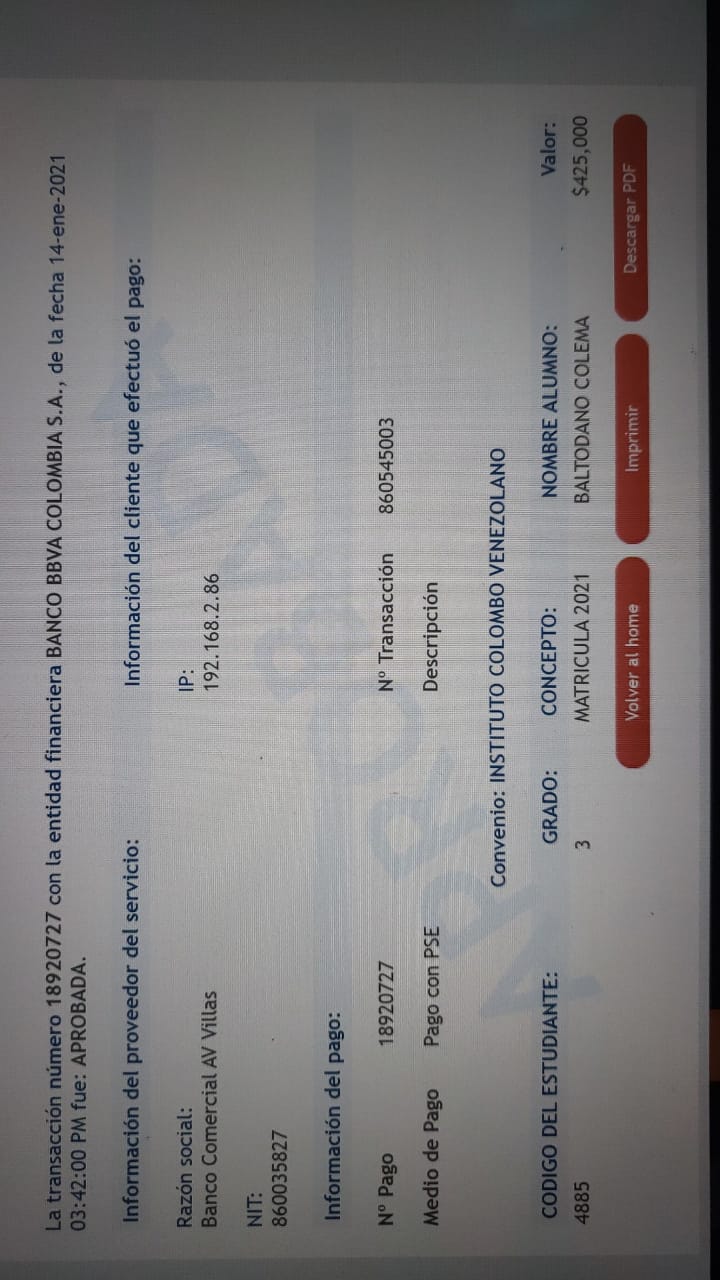 La transacción número 18920727 con la entidad financiera BANCO BBVA COLOMBIA S.A., de la fecha 14-ene-2021
03:42:00 PM fue: APROBADA.
Información del proveedor del servicio:
Información del cliente que efectuó el pago:
Razón social:
Banco Comercial AV Villas
IP:
192.168.2.86
NIT:
860035827
APROBADA
Información del pago:
Nº Pago 18920727 Nº Transacción 860545003
Medio de Pago Pago con PSE Descripción
Convenio: INSTITUTO COLOMBO VENEZOLANO
CODIGO DEL ESTUDIANTE: GRADO: CONCEPTO: NOMBRE ALUMNO: Valor:
4885 3 MATRICULA 2021 BALTODANO COLEMA $425,000
Volver al home Imprimir Descargar PDF